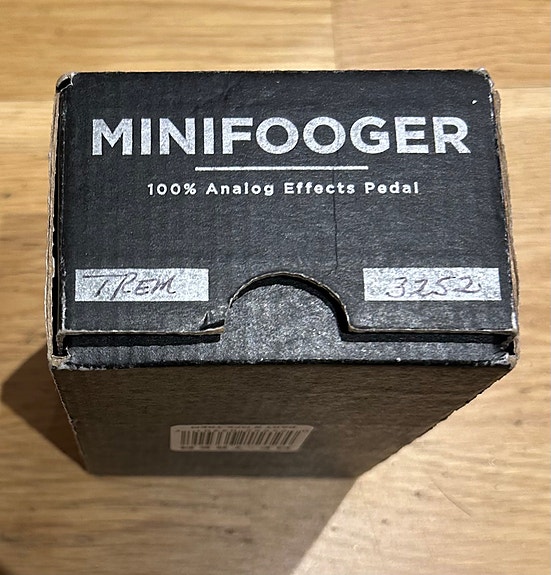 MINIFOOGER
100% Analog Effects Pedal
TREM 3252